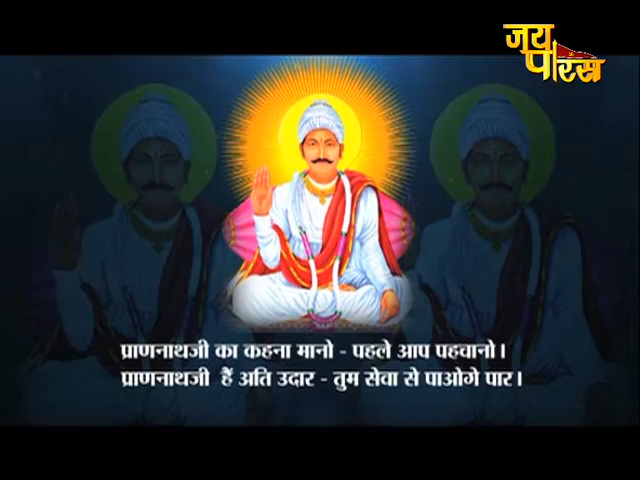 जय
पारस
प्राणनाथजी का कहना मानो - पहले आप पहचानो।
प्राणनाथजी हैं अति उदार - तुम सेवा से पाओगे पार।